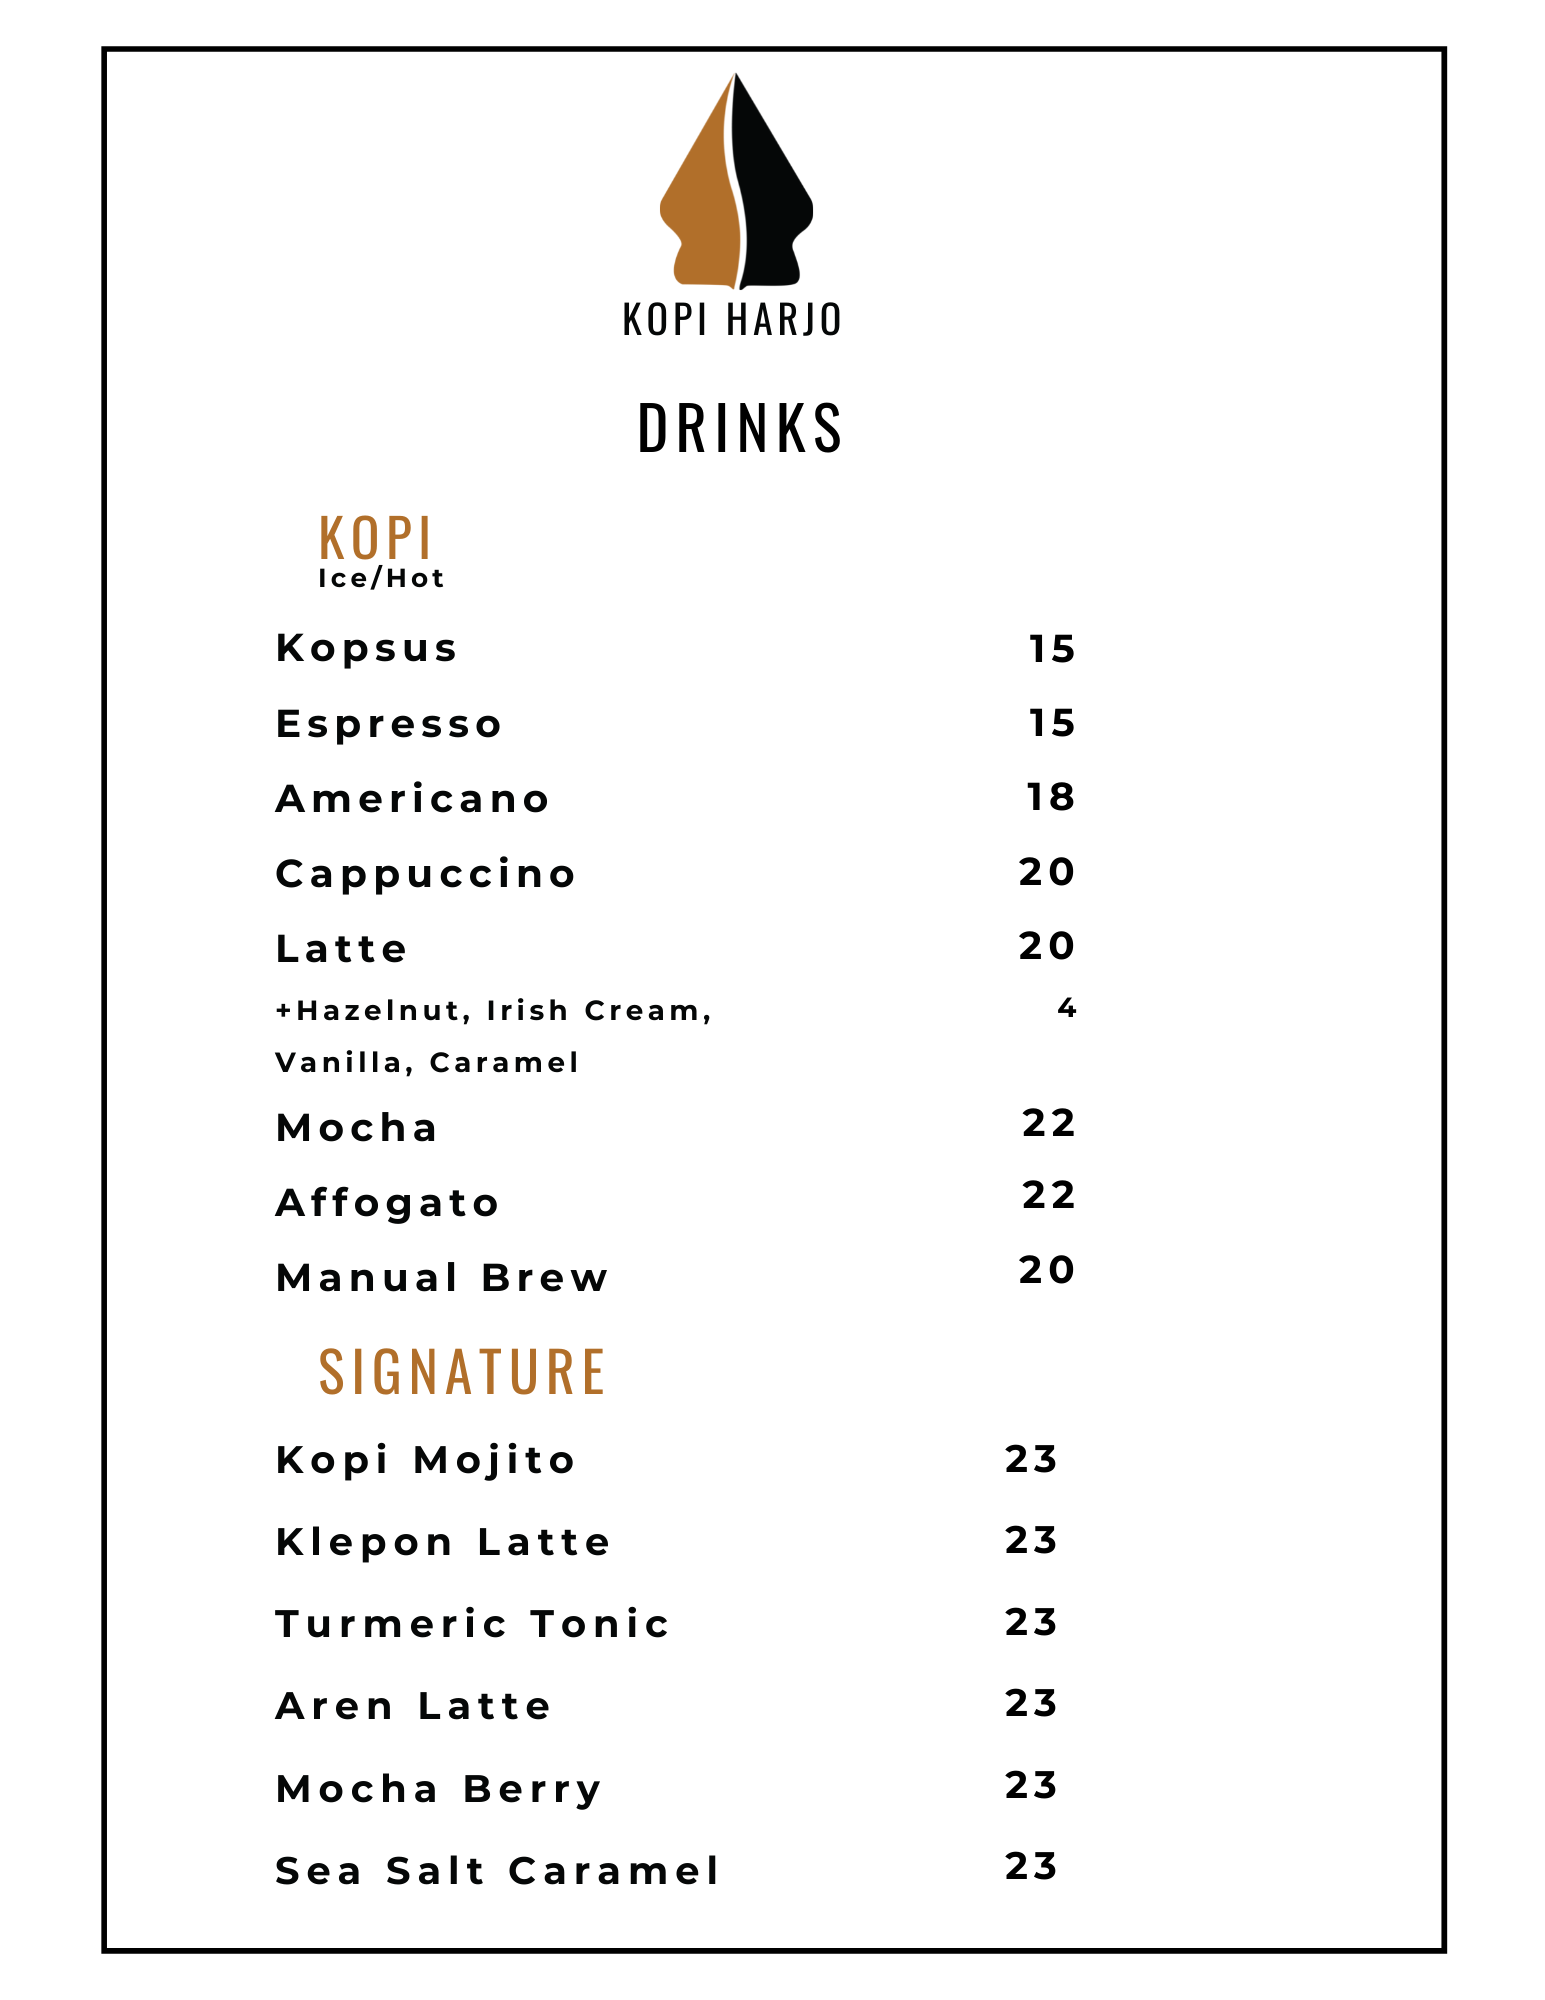 KOPI HARJO
DRINKS
KOPI
Ice/Hot
Kopsus 15
Espresso 15
Americano 18
Cappuccino 20
Latte 20
+Hazelnut, Irish Cream, 4
Vanilla, Caramel
Mocha 22
Affogato 22
Manual Brew 20
SIGNATURE
Kopi Mojito 23
Klepon Latte 23
Turmeric Tonic 23
Aren Latte 23
Mocha Berry 23
Sea Salt Caramel 23